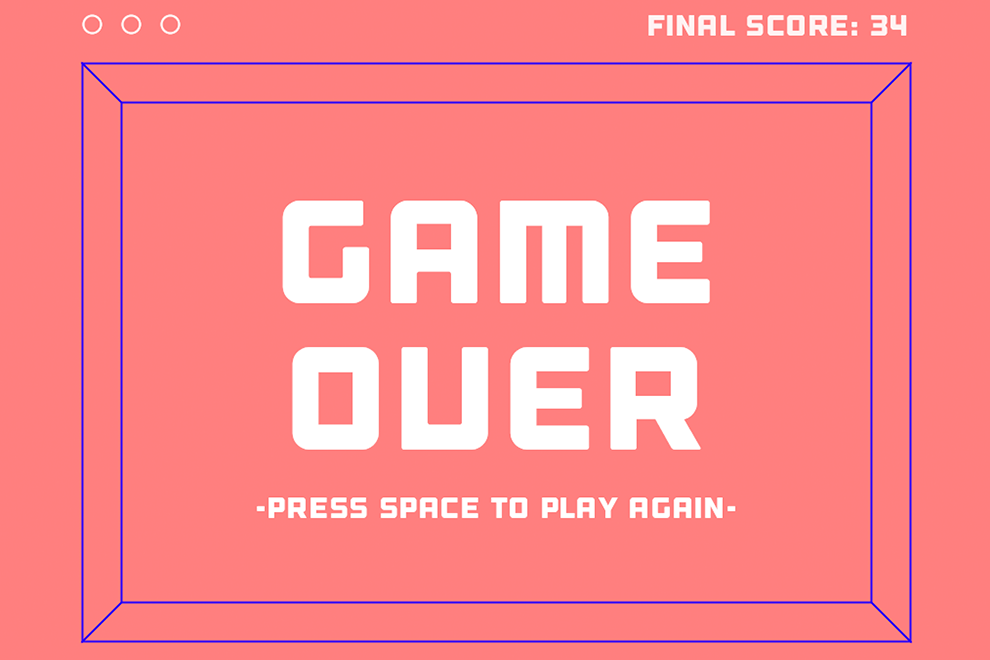 FINAL SCORE: 34
GAME
OVER
-PRESS SPACE TO PLAY AGAIN-